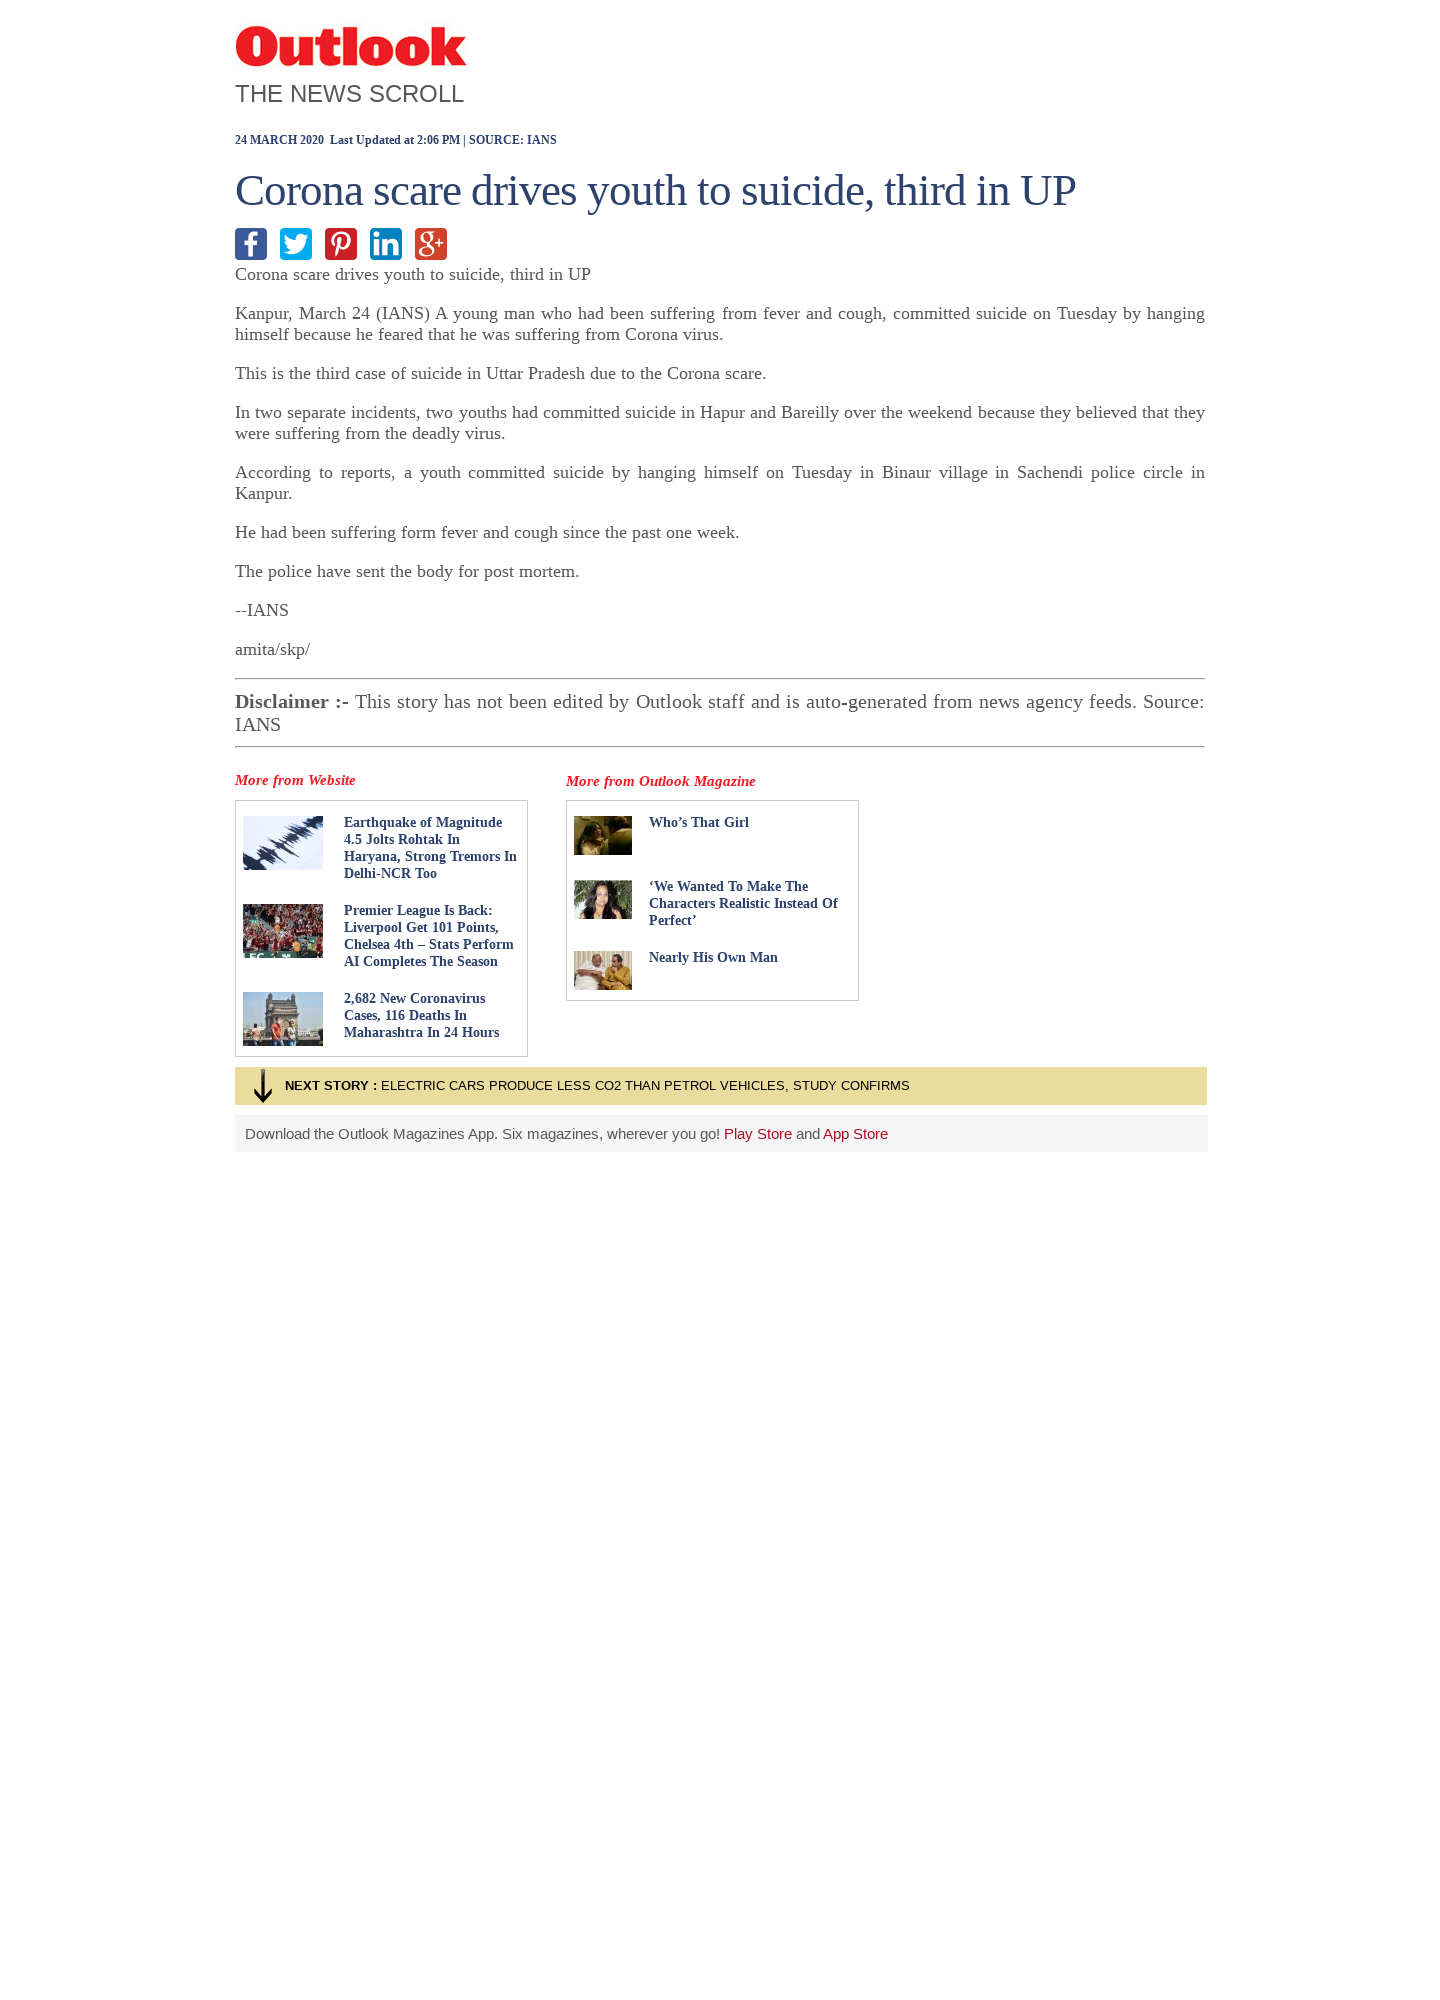 Outlook
THE NEWS SCROLL
24 MARCH 2020  Last Updated at 2:06 PM | SOURCE: IANS
Corona scare drives youth to suicide, third in UP
Corona scare drives youth to suicide, third in UP
Kanpur, March 24 (IANS) A young man who had been suffering from fever and cough, committed suicide on Tuesday by hanging
himself because he feared that he was suffering from Corona virus.
This is the third case of suicide in Uttar Pradesh due to the Corona scare.
In two separate incidents, two youths had committed suicide in Hapur and Bareilly over the weekend because they believed that they
were suffering from the deadly virus.
According to reports, a youth committed suicide by hanging himself on Tuesday in Binaur village in Sachendi police circle in
Kanpur.
He had been suffering form fever and cough since the past one week.
The police have sent the body for post mortem.
--IANS
amita/skp/
Disclaimer :- This story has not been edited by Outlook staff and is auto-generated from news agency feeds. Source:
IANS
More from Website
Earthquake of Magnitude
4.5 Jolts Rohtak In
Haryana, Strong Tremors In
Delhi-NCR Too
Premier League Is Back:
Liverpool Get 101 Points,
Chelsea 4th – Stats Perform
AI Completes The Season
2,682 New Coronavirus
Cases, 116 Deaths In
Maharashtra In 24 Hours
More from Outlook Magazine
Who’s That Girl
‘We Wanted To Make The
Characters Realistic Instead Of
Perfect’
Nearly His Own Man
NEXT STORY : ELECTRIC CARS PRODUCE LESS CO2 THAN PETROL VEHICLES, STUDY CONFIRMS
Download the Outlook Magazines App. Six magazines, wherever you go! Play Store and App Store